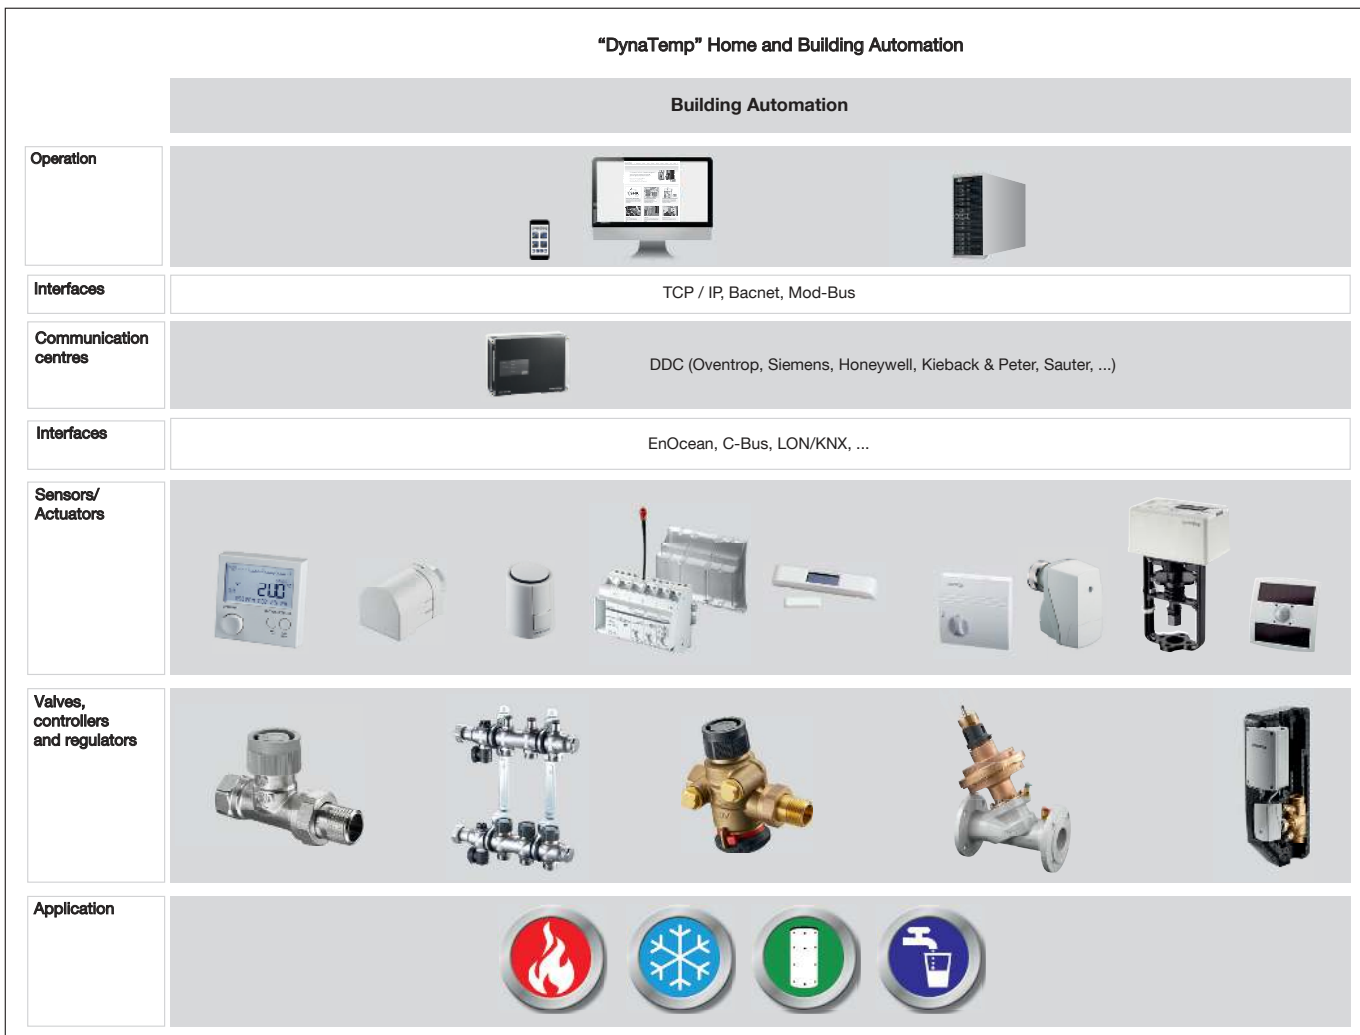 “DynaTemp” Home and Building Automation
Building Automation
Operation
Interfaces
TCP / IP, Bacnet, Mod-Bus
Communication
centres
DDC (Oventrop, Siemens, Honeywell, Kieback & Peter, Sauter, ...)
Interfaces
EnOcean, C-Bus, LON/KNX, ...
Sensors/
Actuators
Valves,
controllers
and regulators
Application